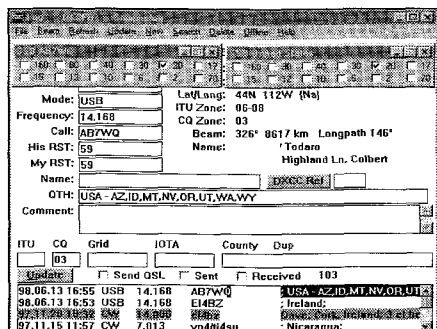 File Refresh Update New Search Delete Offline Help
160 80 40 30 20 17
15 12 10 6 2 70
160 80 40 30 20 17
15 12 10 6 2 70
Mode: USB
Lat/Long: 44N 112W (Na)
ITU Zone: 06-08
Frequency: 14.168
CQ Zone: 03
Call: AB7WQ
Beam: 326° 8617 km Longpath 146°
His RST: 59
Name: ' Todaro
My RST: 59
Highland Ln. Colbert
Name:
DXCC Ref
QTH: USA - AZ,ID,MT,NV,OR,UT,WA,WY
Comment:
ITU CQ Grid IOTA County Dup
03
Update Send QSL Sent Received 103
98.06.13 16:55 USB 14.168 AB7WQ ; USA - AZ,ID,MT,NV,OR,UT
98.06.13 16:53 USB 14.168 EI4BZ ; Ireland;
97.11.15 11:57 CW 7.013 ; Nicaragua;